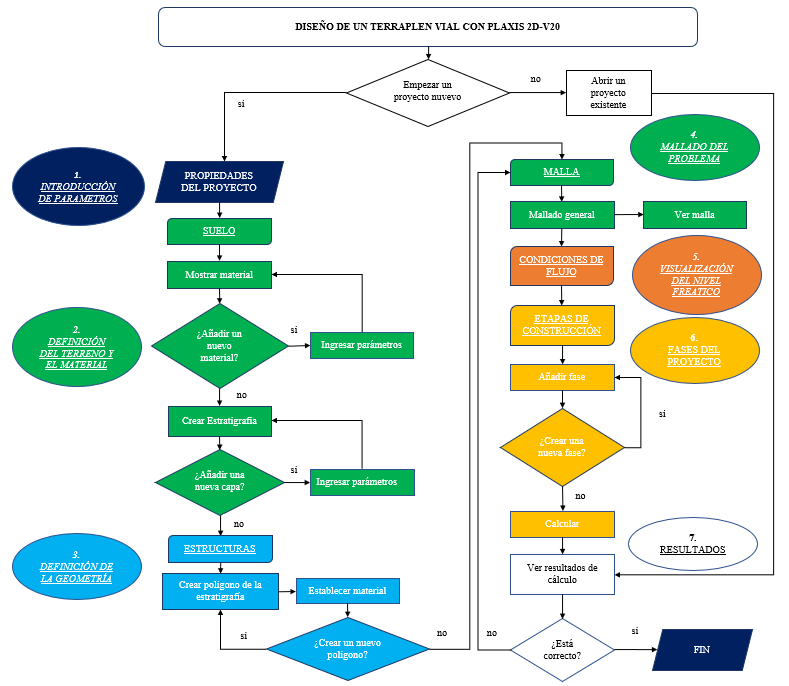 DISEÑO DE UN TERRAPLEN VIAL CON PLAXIS 2D-V20
Empezar un
proyecto nuvevo
no
si
Abrir un
proyecto
existente
1.
INTRODUCCIÓN
DE PARAMETROS
PROPIEDADES
DEL PROYECTO
SUELO
Mostrar material
2.
DEFINICIÓN
DEL TERRENO Y
EL MATERIAL
¿Añadir un
nuevo
material?
si
Ingresar parámetros
no
Crear Estratigrafía
¿Añadir una
nueva capa?
si
Ingresar parámetros
no
3.
DEFINICIÓN DE
LA GEOMETRÍA
ESTRUCTURAS
Crear polígono de la
estratigrafía
Establecer material
¿Crear un nuevo
polígono?
si
no
4.
MALLADO DEL
PROBLEMA
MALLA
Mallado general
Ver malla
CONDICIONES DE
FLUJO
5.
VISUALIZACIÓN
DEL NIVEL
FREATICO
ETAPAS DE
CONSTRUCCIÓN
6.
FASES DEL
PROYECTO
Añadir fase
¿Crear una
nueva fase?
si
no
Calcular
7.
RESULTADOS
Ver resultados de
cálculo
¿Está
correcto?
no
si
FIN